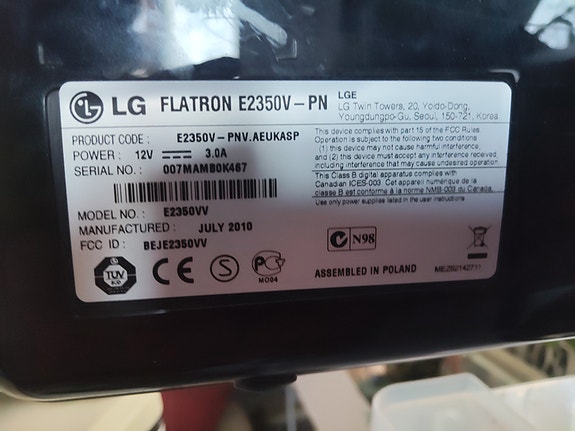 LG FLATRON E2350V-PN
LGE
LG Twin Towers, 20, Yoido-Dong,
Youngdungpo-Gu, Seoul, 150-721, Korea
PRODUCT CODE : E2350V-PNV.AEUKASP
POWER : 12V 3.0A
SERIAL NO. : 007MAMB0K467
This device complies with part 15 of the FCC Rules.
Operation is subject to the following two conditions:
(1) this device may not cause harmful interference,
and (2) this device must accept any interference received,
including interference that may cause undesired operation.
This Class B digital apparatus complies with
Canadian ICES-003. Cet appareil numérique de la
classe B est conforme à la norme NMB-003 du Canada.
Use only power supplies listed in the user instructions
MODEL NO. : E2350VV
MANUFACTURED : JULY 2010
FCC ID : BEJE2350VV
N98
TUV
CE
S
MO04
ASSEMBLED IN POLAND